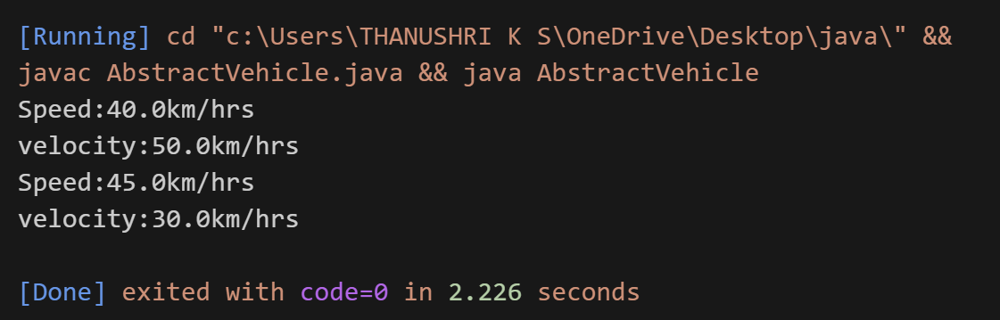 [Running] cd "c:\Users\THANUSHRI K S\OneDrive\Desktop\java\" &&
javac AbstractVehicle.java && java AbstractVehicle
Speed:40.0km/hrs
velocity:50.0km/hrs
Speed:45.0km/hrs
velocity:30.0km/hrs
[Done] exited with code=0 in 2.226 seconds